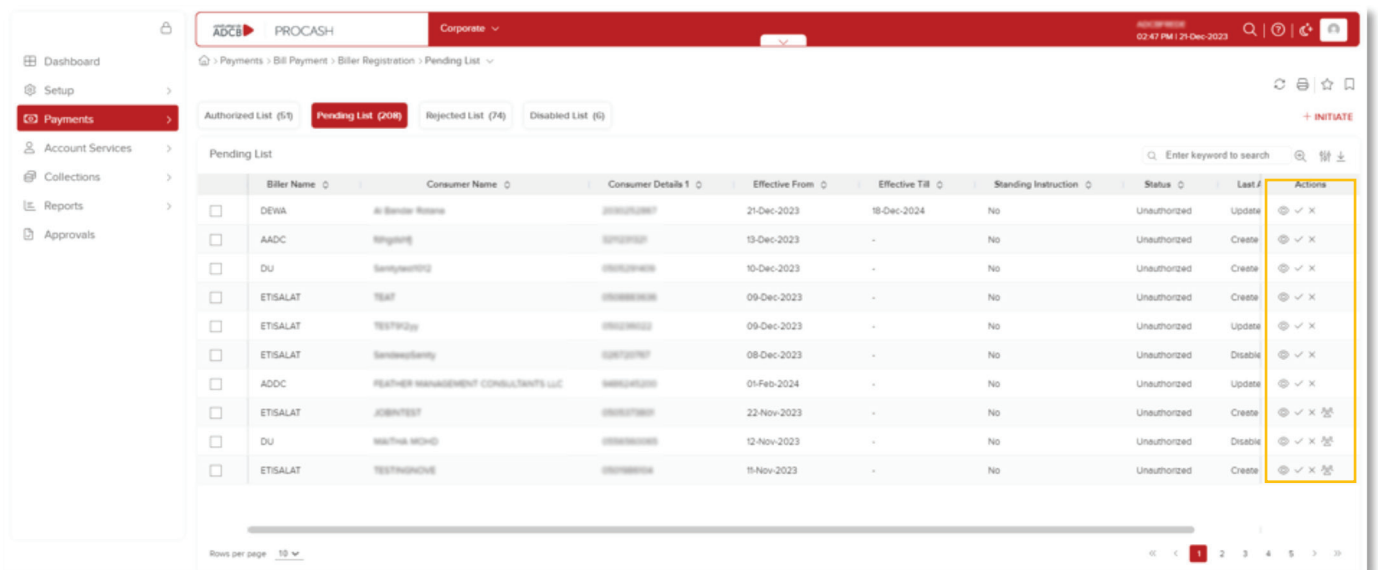 ADCB PROCASH Corporate
02:47 PM | 21-Dec-2023
Dashboard
Setup
Payments
Account Services
Collections
Reports
Approvals
> Payments > Bill Payment > Biller Registration > Pending List
Authorized List (51) Pending List (208) Rejected List (74) Disabled List (6) + INITIATE
Pending List Enter keyword to search
Biller Name Consumer Name Consumer Details 1 Effective From Effective Till Standing Instruction Status Last A Actions
DEWA Al Bandar Rotana 21-Dec-2023 18-Dec-2024 No Unauthorized Update
AADC 13-Dec-2023 - No Unauthorized Create
DU 10-Dec-2023 - No Unauthorized Create
ETISALAT TEAT 09-Dec-2023 - No Unauthorized Create
ETISALAT 09-Dec-2023 - No Unauthorized Update
ETISALAT 08-Dec-2023 - No Unauthorized Disable
ADDC FEATHER MANAGEMENT CONSULTANTS LLC 01-Feb-2024 - No Unauthorized Update
ETISALAT JOBINTEST 22-Nov-2023 - No Unauthorized Create
DU MAITHA MOHD 12-Nov-2023 - No Unauthorized Disable
ETISALAT 11-Nov-2023 - No Unauthorized Create
Rows per page 10 << < 1 2 3 4 5 > >>